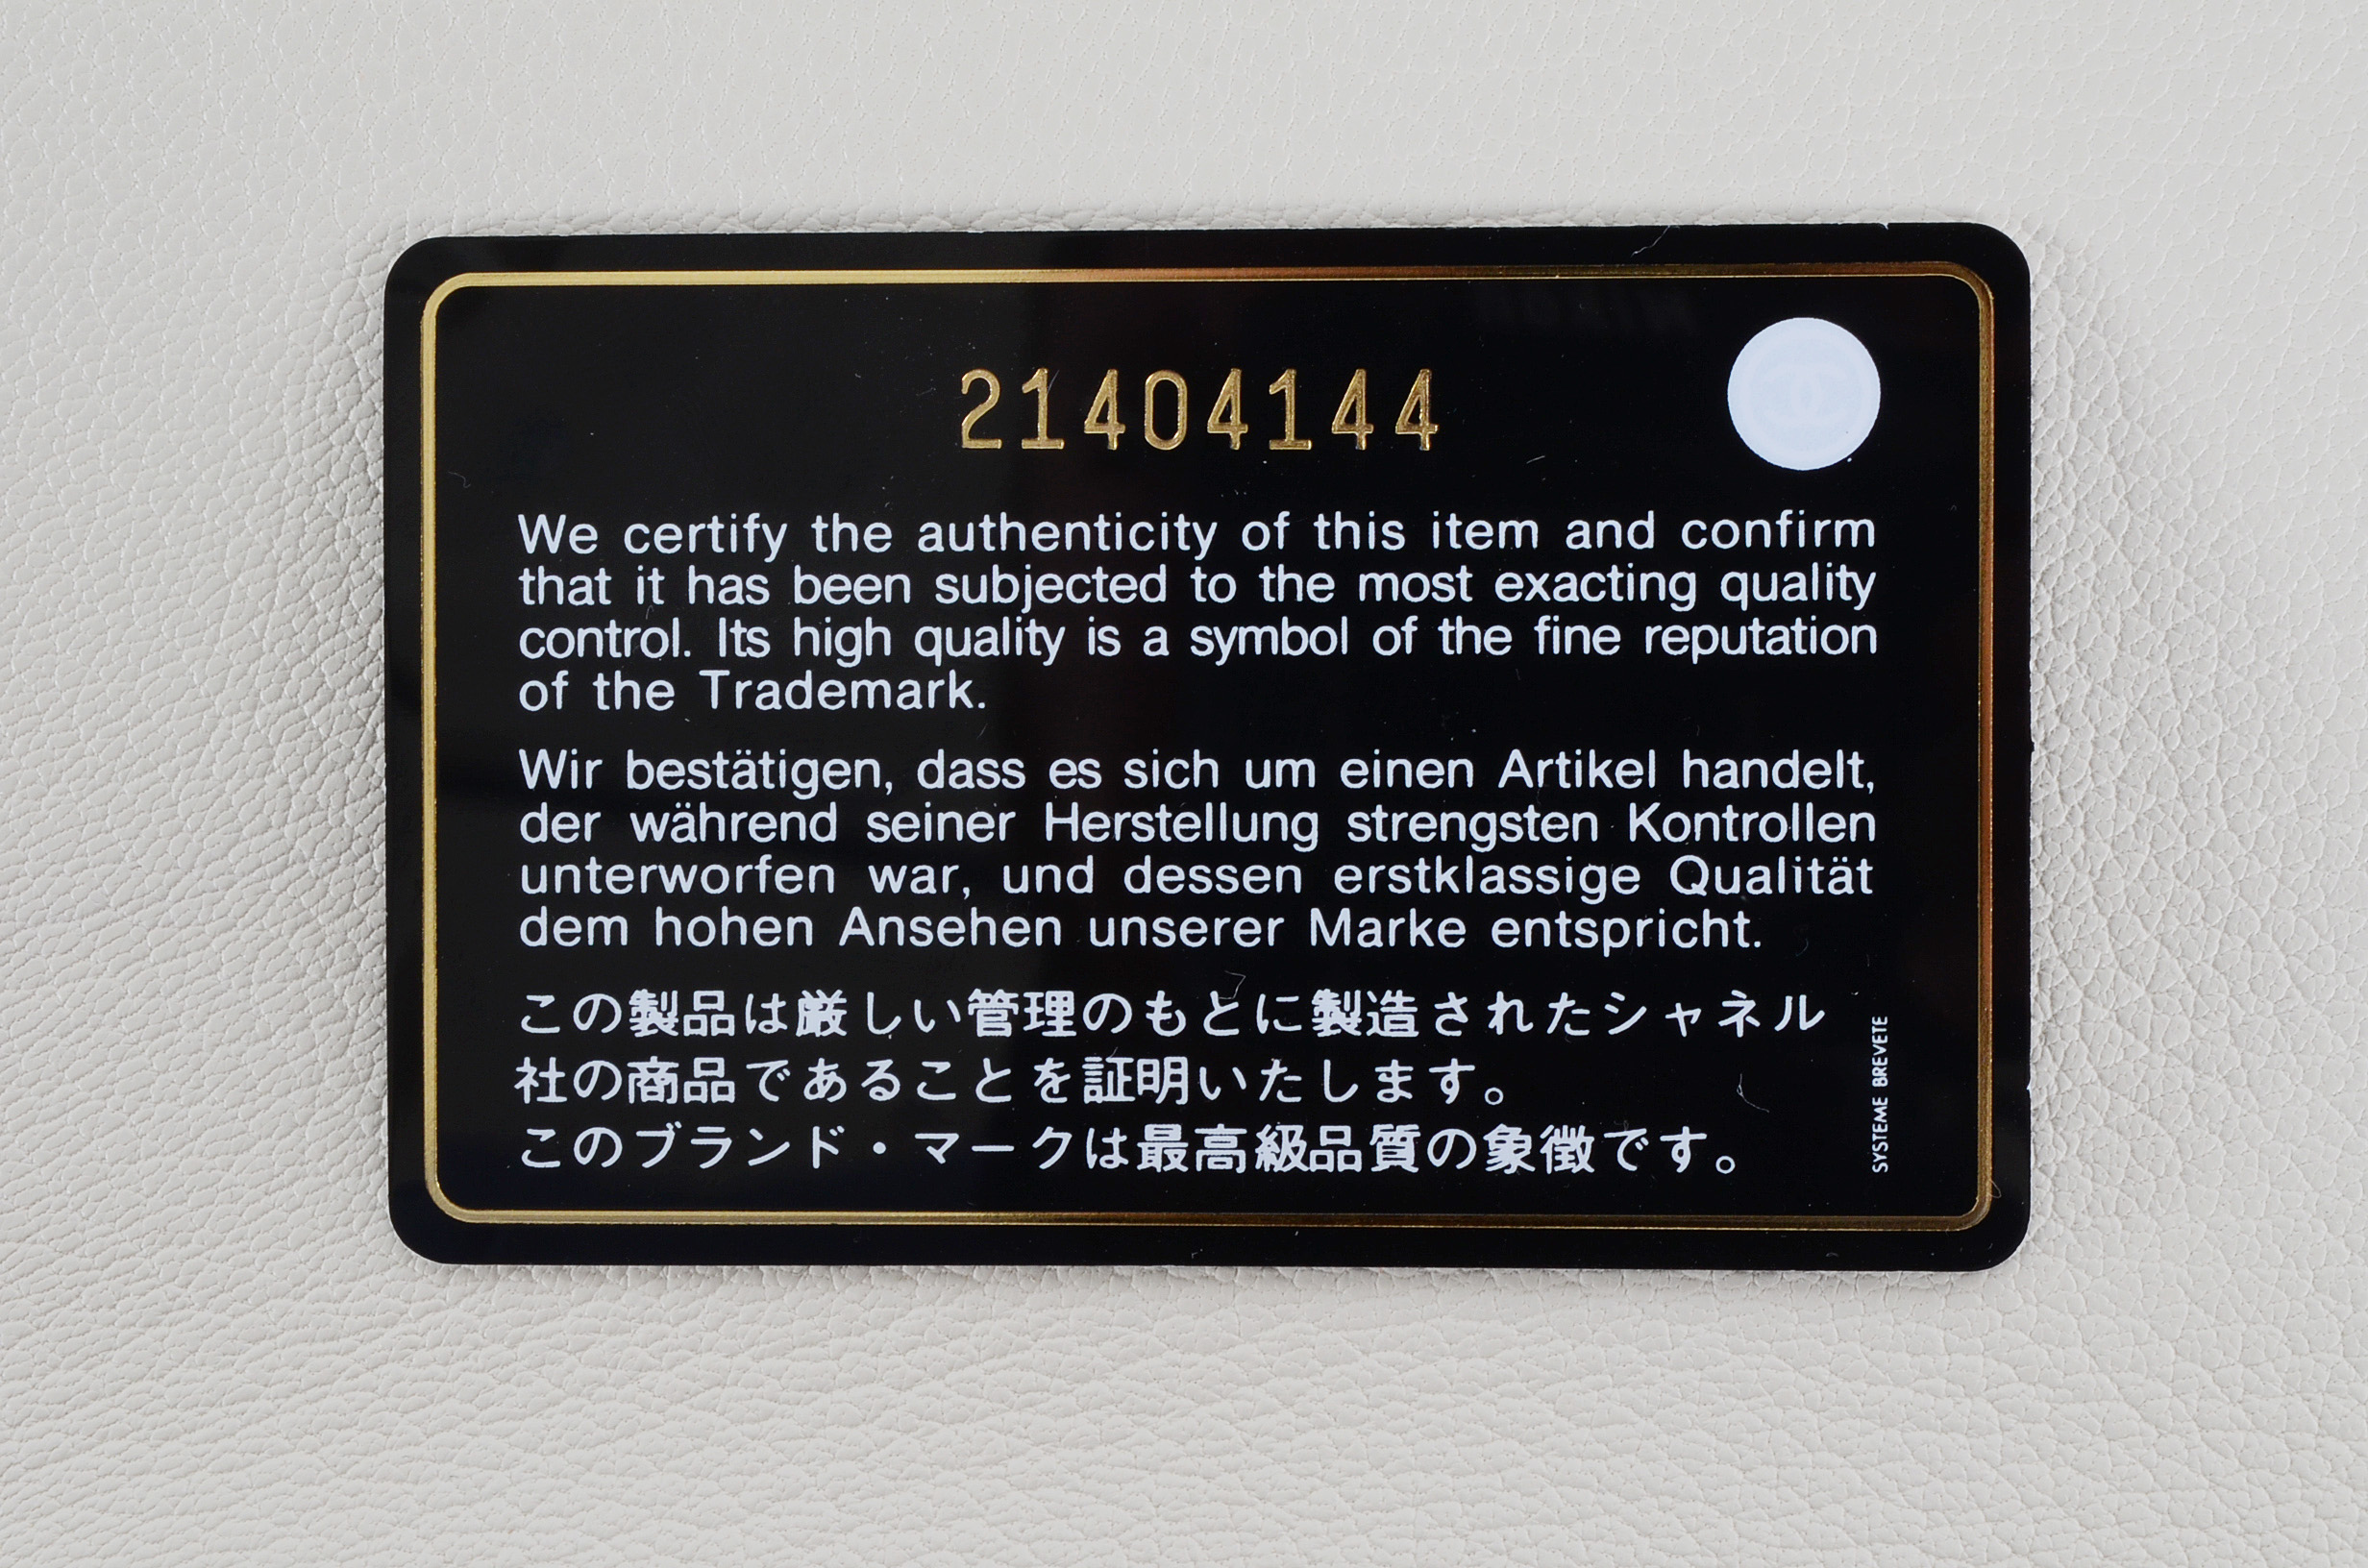 21404144
We certify the authenticity of this item and confirm
that it has been subjected to the most exacting quality
control. Its high quality is a symbol of the fine reputation
of the Trademark.
Wir bestätigen, dass es sich um einen Artikel handelt,
der während seiner Herstellung strengsten Kontrollen
unterworfen war, und dessen erstklassige Qualität
dem hohen Ansehen unserer Marke entspricht.
この製品は厳しい管理のもとに製造されたシャネル
社の商品であることを証明いたします。
このブランド・マークは最高級品質の象徴です。
SYSTEME BREVETE